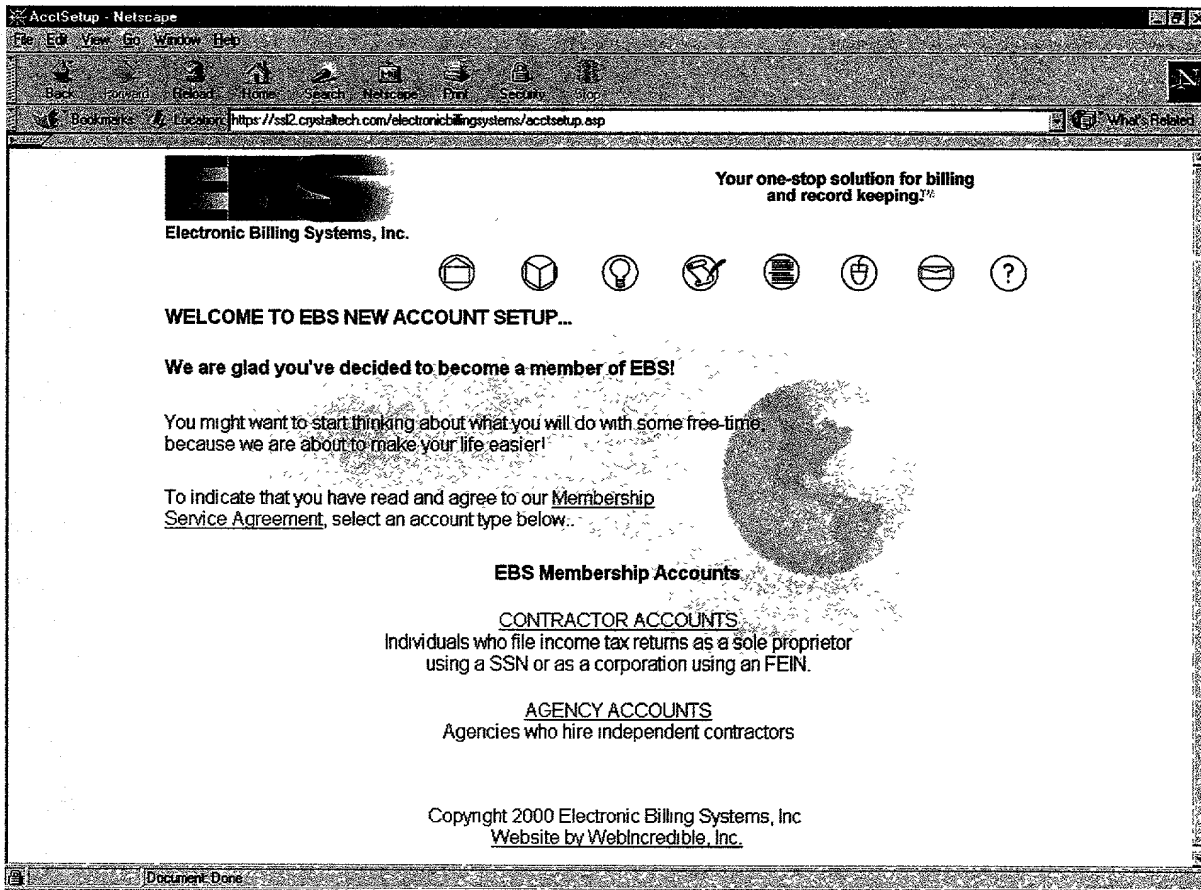 AcctSetup - Netscape
File Edit View Go Window Help
Back Forward Reload Home Search Netscape Print Security Stop
Bookmarks Location: https://ssl2.crystaltech.com/electronicbillingsystems/acctsetup.asp What's Related
EBS
Your one-stop solution for billing
and record keeping!™
Electronic Billing Systems, Inc.
WELCOME TO EBS NEW ACCOUNT SETUP...
We are glad you've decided to become a member of EBS!
You might want to start thinking about what you will do with some free-time,
because we are about to make your life easier!
To indicate that you have read and agree to our Membership
Service Agreement, select an account type below..
EBS Membership Accounts
CONTRACTOR ACCOUNTS
Individuals who file income tax returns as a sole proprietor
using a SSN or as a corporation using an FEIN.
AGENCY ACCOUNTS
Agencies who hire independent contractors
Copyright 2000 Electronic Billing Systems, Inc
Website by WebIncredible, Inc.
Document: Done